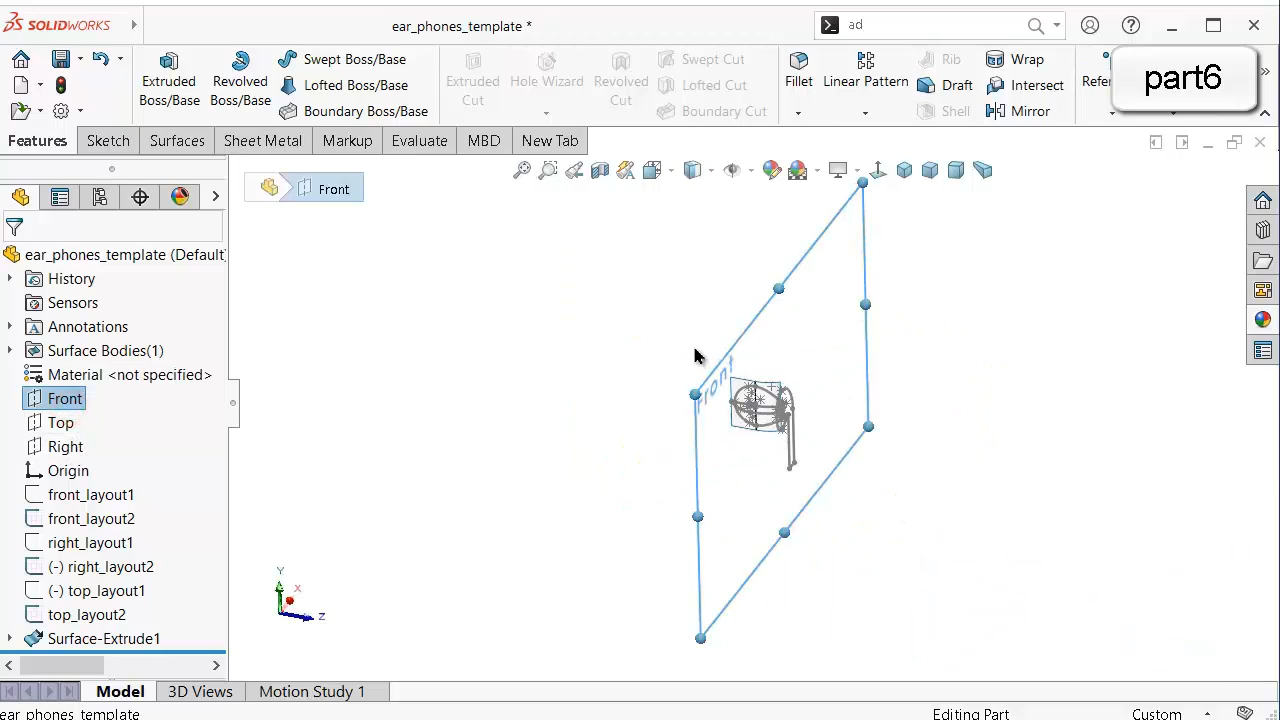 SOLIDWORKS
ear_phones_template *
ad
part6
Extruded Boss/Base
Revolved Boss/Base
Swept Boss/Base
Lofted Boss/Base
Boundary Boss/Base
Extruded Cut
Hole Wizard
Revolved Cut
Swept Cut
Lofted Cut
Boundary Cut
Fillet
Linear Pattern
Rib
Draft
Shell
Wrap
Intersect
Mirror
Features
Sketch
Surfaces
Sheet Metal
Markup
Evaluate
MBD
New Tab
Front
ear_phones_template (Default)
History
Sensors
Annotations
Surface Bodies(1)
Material <not specified>
Front
Top
Right
Origin
front_layout1
front_layout2
right_layout1
(-) right_layout2
(-) top_layout1
top_layout2
Surface-Extrude1
Front
Y
X
Z
Model
3D Views
Motion Study 1
ear_phones_template
Editing Part
Custom